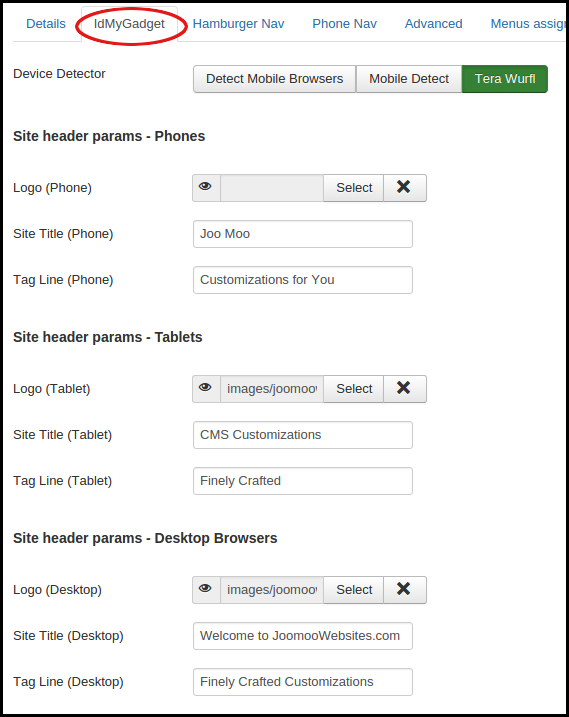 Details IdMyGadget Hamburger Nav Phone Nav Advanced Menus assign
Device Detector Detect Mobile Browsers Mobile Detect Tera Wurfl
Site header params - Phones
Logo (Phone) Select
Site Title (Phone) Joo Moo
Tag Line (Phone) Customizations for You
Site header params - Tablets
Logo (Tablet) images/joomoo Select
Site Title (Tablet) CMS Customizations
Tag Line (Tablet) Finely Crafted
Site header params - Desktop Browsers
Logo (Desktop) images/joomoo Select
Site Title (Desktop) Welcome to JoomooWebsites.com
Tag Line (Desktop) Finely Crafted Customizations